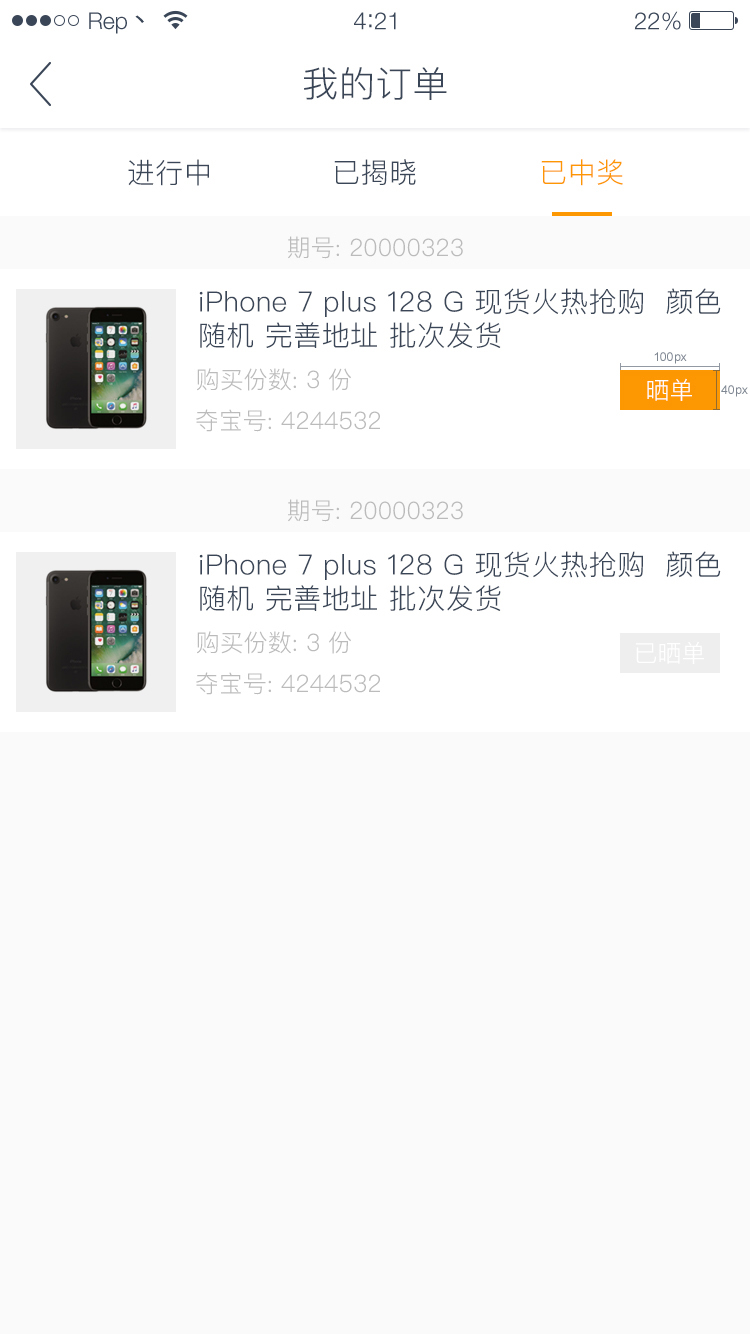 Rep
4:21
22%
我的订单
进行中 已揭晓 已中奖
期号: 20000323
iPhone 7 plus 128 G 现货火热抢购 颜色
随机 完善地址 批次发货
100px
购买份数: 3 份
晒单
40px
夺宝号: 4244532
期号: 20000323
iPhone 7 plus 128 G 现货火热抢购 颜色
随机 完善地址 批次发货
购买份数: 3 份
已晒单
夺宝号: 4244532